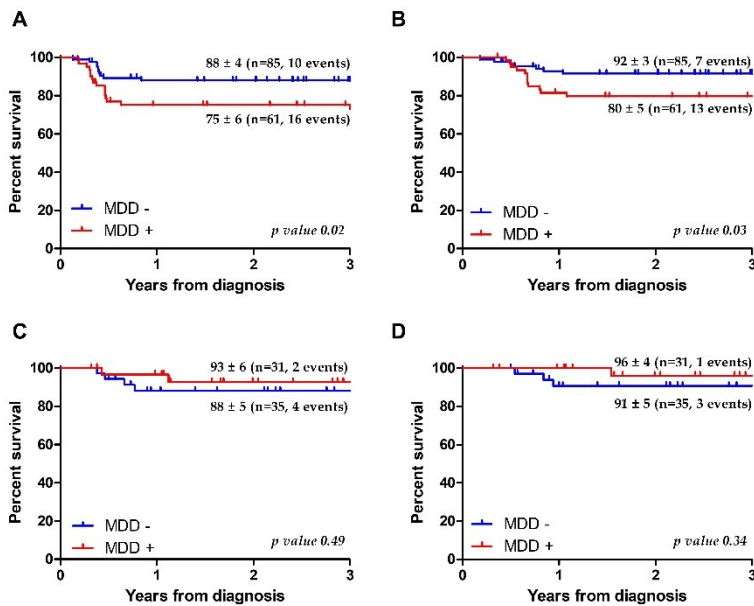 A
Percent survival
100
80
60
40
20
0
88 ± 4 (n=85, 10 events)
75 ± 6 (n=61, 16 events)
MDD -
MDD +
p value 0.02
0 1 2 3
Years from diagnosis
B
Percent survival
100
80
60
40
20
0
92 ± 3 (n=85, 7 events)
80 ± 5 (n=61, 13 events)
MDD -
MDD +
p value 0.03
0 1 2 3
Years from diagnosis
C
Percent survival
100
80
60
40
20
0
93 ± 6 (n=31, 2 events)
88 ± 5 (n=35, 4 events)
MDD -
MDD +
p value 0.49
0 1 2 3
Years from diagnosis
D
Percent survival
100
80
60
40
20
0
96 ± 4 (n=31, 1 events)
91 ± 5 (n=35, 3 events)
MDD -
MDD +
p value 0.34
0 1 2 3
Years from diagnosis